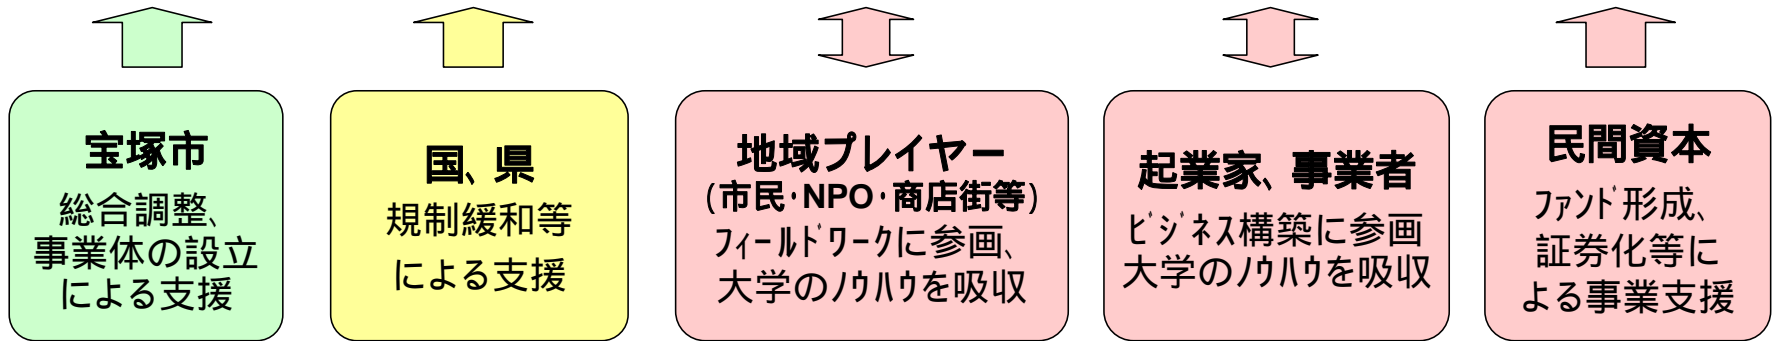 宝塚市
総合調整、
事業体の設立
による支援
国、県
規制緩和等
による支援
地域プレイヤー
(市民･NPO･商店街等)
ﾌｨｰﾙﾄﾞﾜｰｸに参画、
大学のﾉｳﾊｳを吸収
起業家、事業者
ﾋﾞｼﾞﾈｽ構築に参画
大学のﾉｳﾊｳを吸収
民間資本
ﾌｧﾝﾄﾞ形成、
証券化等に
よる事業支援